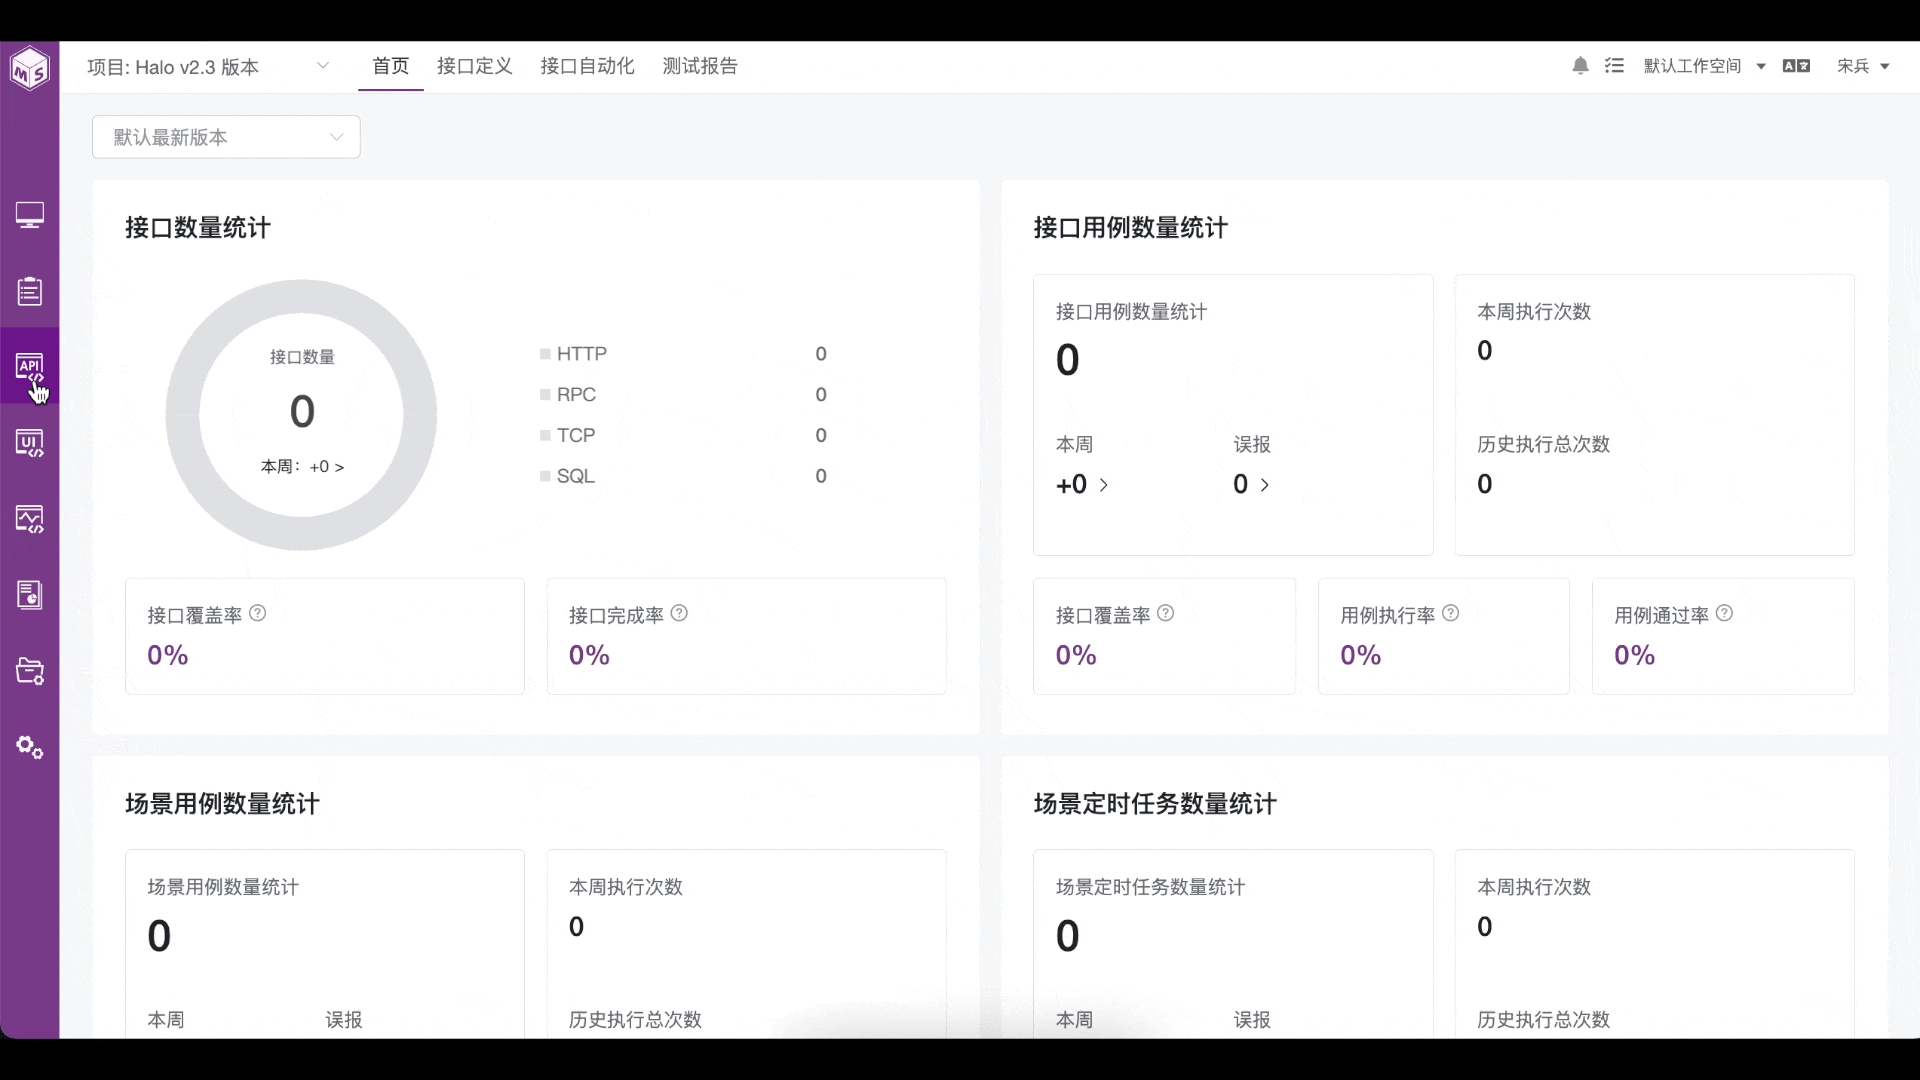 MS
项目: Halo v2.3 版本
首页
接口定义
接口自动化
测试报告
默认工作空间
宋兵
默认最新版本
API
UI
接口数量统计
接口数量
0
本周：+0 >
HTTP 0
RPC 0
TCP 0
SQL 0
接口覆盖率
0%
接口完成率
0%
接口用例数量统计
接口用例数量统计
0
本周
+0 >
误报
0 >
本周执行次数
0
历史执行总次数
0
接口覆盖率
0%
用例执行率
0%
用例通过率
0%
场景用例数量统计
场景用例数量统计
0
本周
误报
本周执行次数
0
历史执行总次数
场景定时任务数量统计
场景定时任务数量统计
0
本周
误报
本周执行次数
0
历史执行总次数